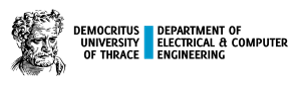 DEMOCRITUS
UNIVERSITY
OF THRACE
DEPARTMENT OF
ELECTRICAL & COMPUTER
ENGINEERING